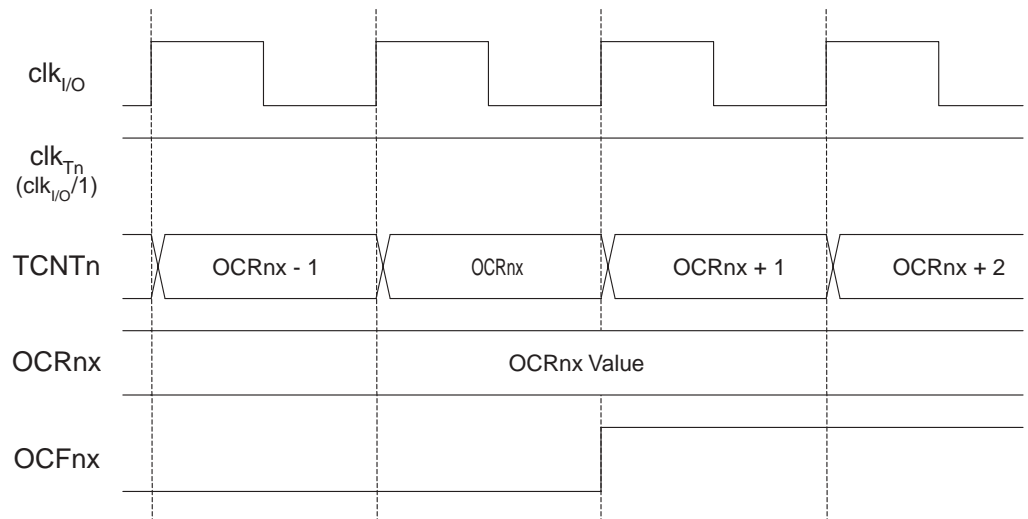 clkI/O
clkTn
(clkI/O/1)
TCNTn
OCRnx - 1
OCRnx
OCRnx + 1
OCRnx + 2
OCRnx
OCRnx Value
OCFnx